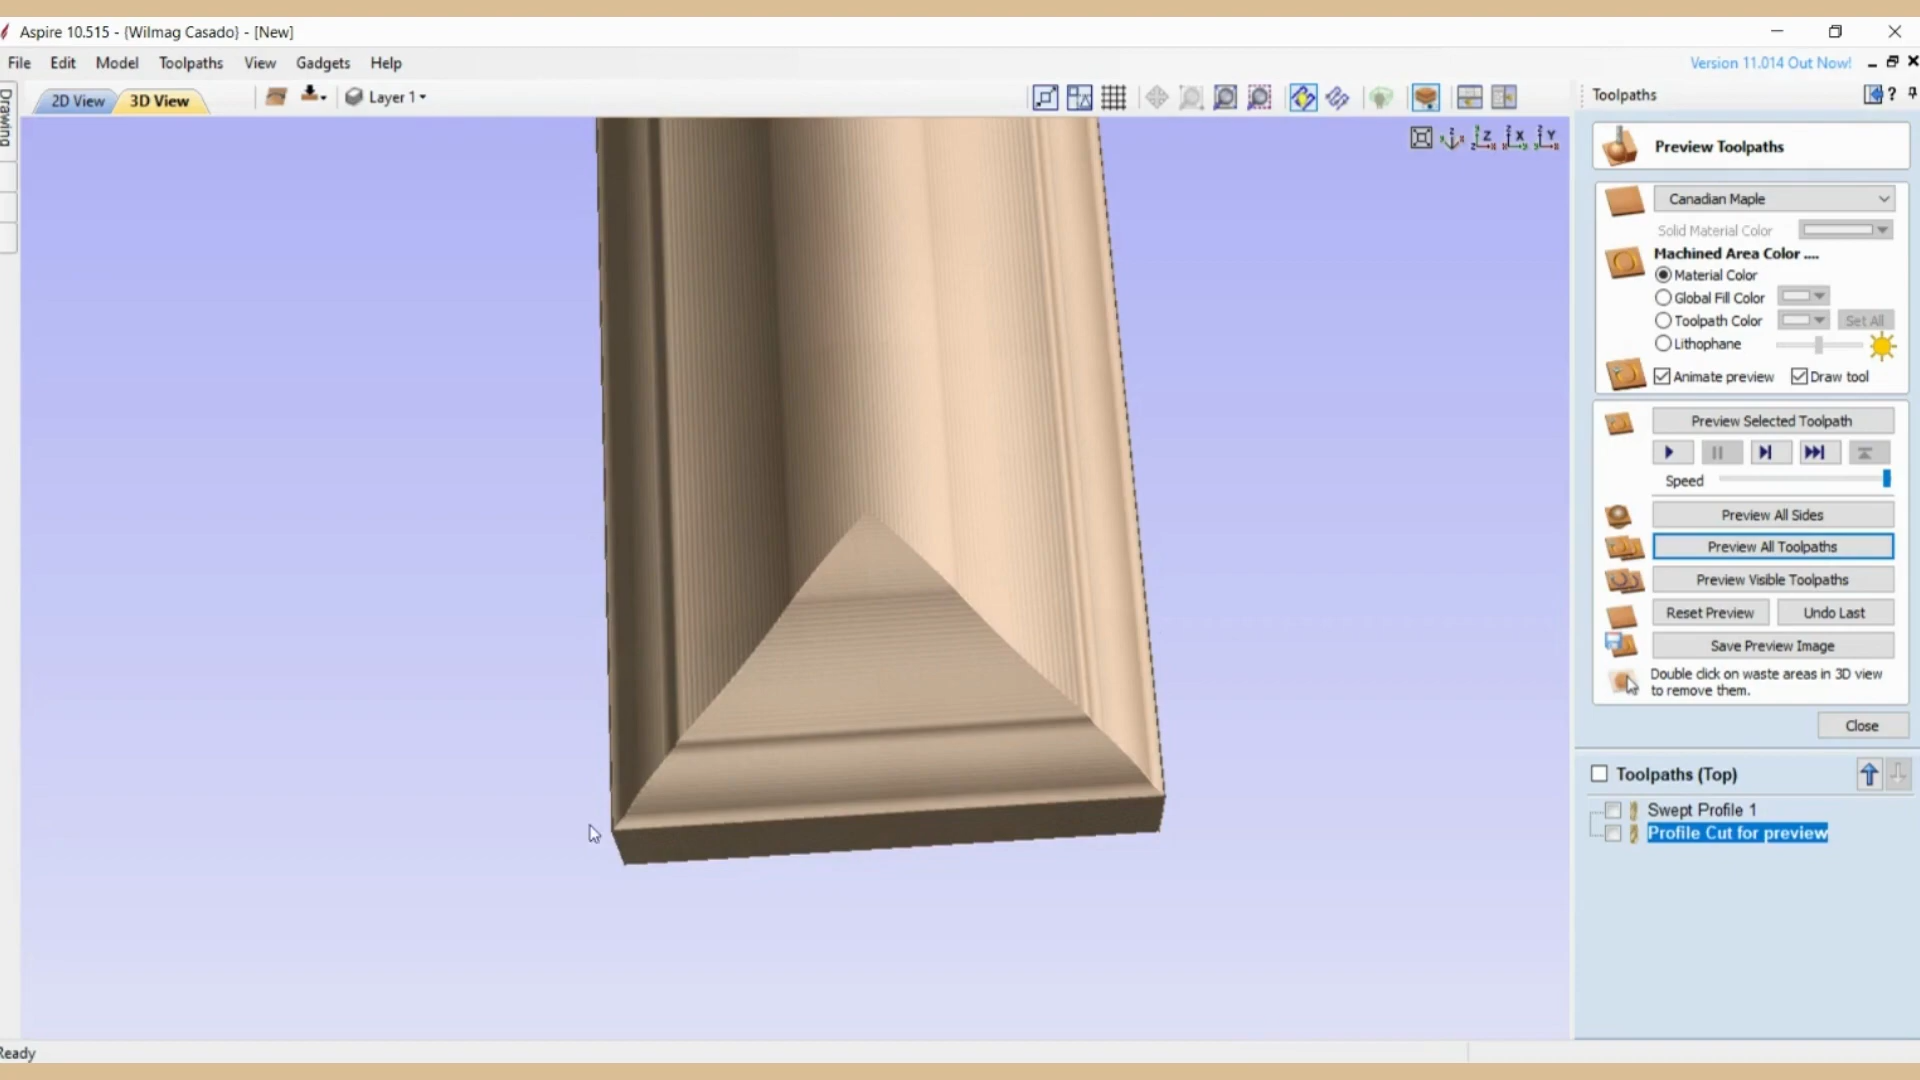 Aspire 10.515 - {Wilmag Casado} - [New]
File Edit Model Toolpaths View Gadgets Help
Version 11.014 Out Now!
Drawing
2D View 3D View Layer 1
Toolpaths ?
Z X Y
Preview Toolpaths
Canadian Maple
Solid Material Color
Machined Area Color ....
Material Color
Global Fill Color
Toolpath Color Set All
Lithophane
Animate preview Draw tool
Preview Selected Toolpath
Speed
Preview All Sides
Preview All Toolpaths
Preview Visible Toolpaths
Reset Preview Undo Last
Save Preview Image
Double click on waste areas in 3D view
to remove them.
Close
Toolpaths (Top)
Swept Profile 1
Profile Cut for preview
Ready